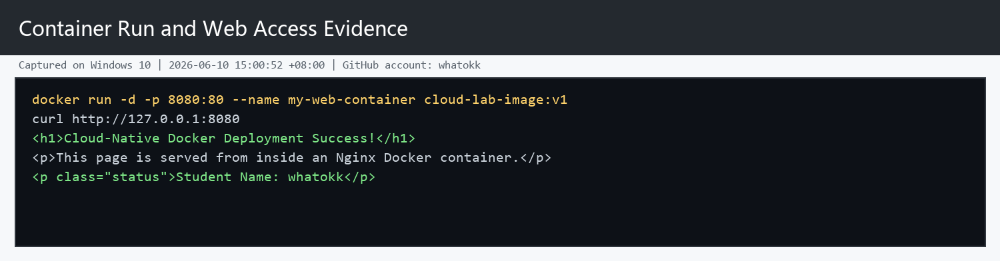 Container Run and Web Access Evidence
Captured on Windows 10 | 2026-06-10 15:00:52 +08:00 | GitHub account: whatokk
docker run -d -p 8080:80 --name my-web-container cloud-lab-image:v1
curl http://127.0.0.1:8080
<h1>Cloud-Native Docker Deployment Success!</h1>
<p>This page is served from inside an Nginx Docker container.</p>
<p class="status">Student Name: whatokk</p>